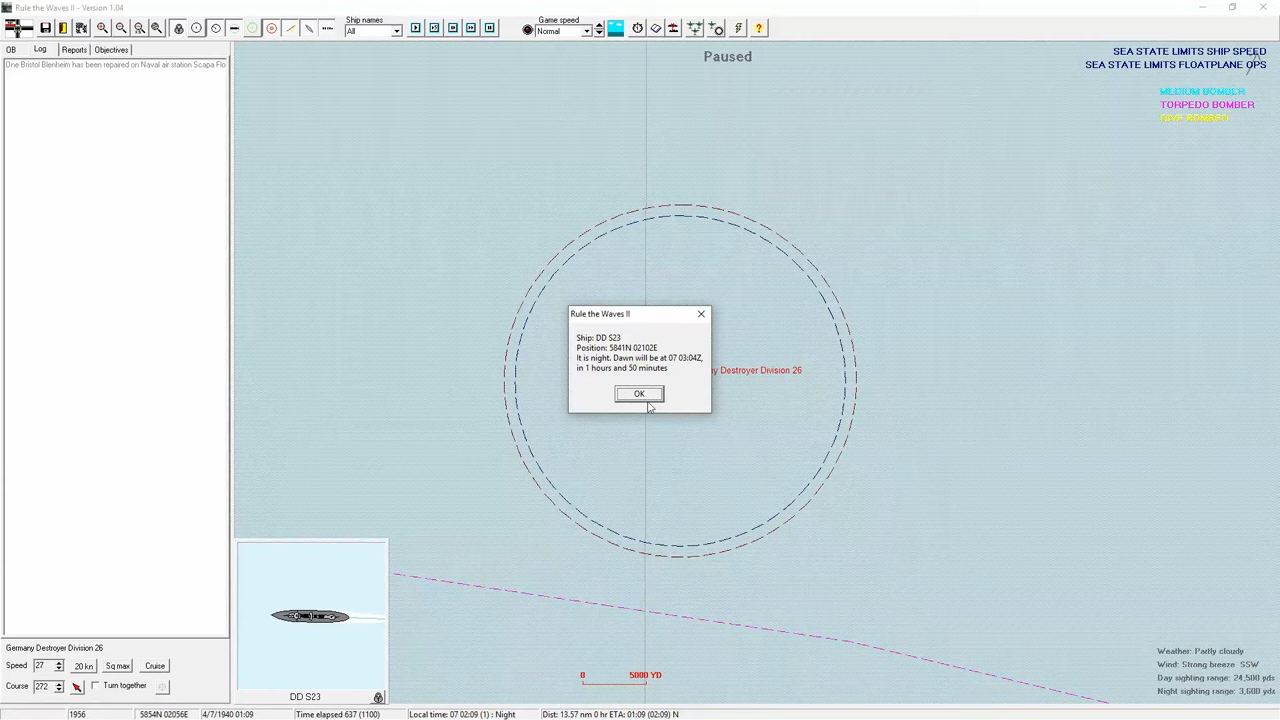 Rule the Waves II - Version 1.04
Ship names
All
Game speed
Normal
OB Log Reports Objectives
One Bristol Blenheim has been repaired on Naval air station Scapa Flo
Paused
SEA STATE LIMITS SHIP SPEED
SEA STATE LIMITS FLOATPLANE OPS
MEDIUM BOMBER
TORPEDO BOMBER
DIVE BOMBER
Rule the Waves II
Ship: DD S23
Position: 5841N 02102E
It is night. Dawn will be at 07 03:04Z,
in 1 hours and 50 minutes
OK
ny Destroyer Division 26
Germany Destroyer Division 26
Speed 27 20 kn Sq max Cruise
Course 272 Turn together
DD S23
0 5000 YD
Weather: Partly cloudy
Wind: Strong breeze SSW
Day sighting range: 24,500 yds
Night sighting range: 3,600 yds
1956 5854N 02056E 4/7/1940 01:09 Time elapsed 637 (1100) Local time: 07 02:09 (1) : Night Dist: 13.57 nm 0 hr ETA: 01:09 (02:09) N